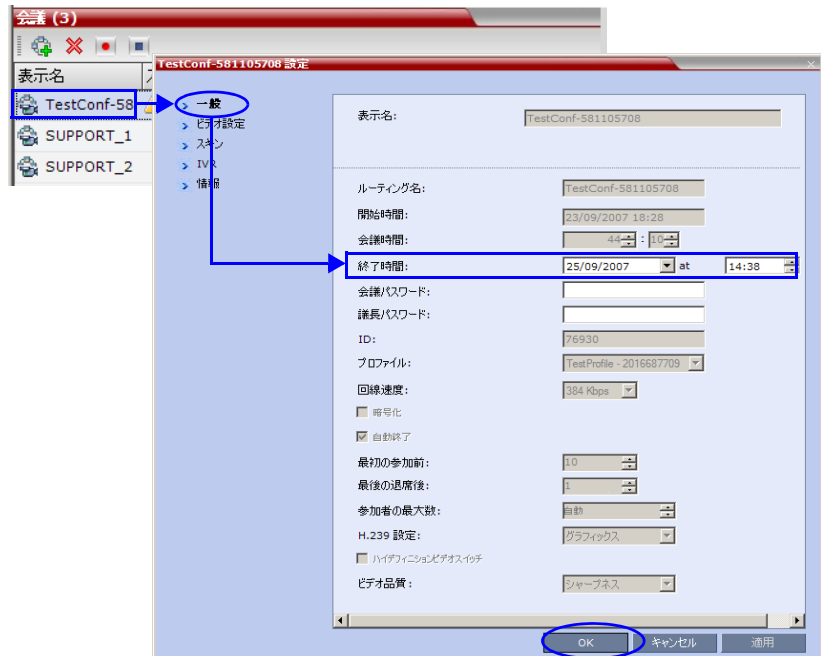 会議 (3)
表示名
TestConf-58
SUPPORT_1
SUPPORT_2
TestConf-581105708 設定
一般
ビデオ設定
スキン
IVR
情報
表示名: TestConf-581105708
ルーティング名: TestConf-581105708
開始時間: 23/09/2007 18:28
会議時間: 44 : 10
終了時間: 25/09/2007 at 14:38
会議パスワード:
議長パスワード:
ID: 76930
プロファイル: TestProfile - 2016687709
回線速度: 384 Kbps
暗号化
自動終了
最初の参加前: 10
最後の退席後: 1
参加者の最大数: 自動
H.239 設定: グラフィックス
ハイデフィニションビデオスイッチ
ビデオ品質: シャープネス
OK キャンセル 適用